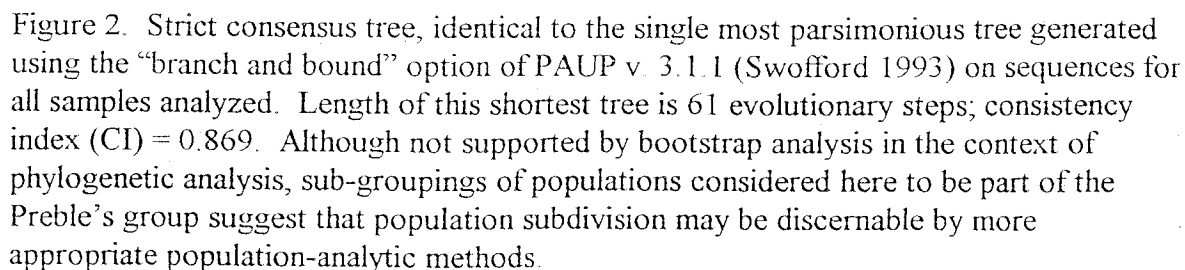 Figure 2. Strict consensus tree, identical to the single most parsimonious tree generated
using the “branch and bound” option of PAUP v. 3.1.1 (Swofford 1993) on sequences for
all samples analyzed. Length of this shortest tree is 61 evolutionary steps; consistency
index (CI) = 0.869. Although not supported by bootstrap analysis in the context of
phylogenetic analysis, sub-groupings of populations considered here to be part of the
Preble’s group suggest that population subdivision may be discernable by more
appropriate population-analytic methods.